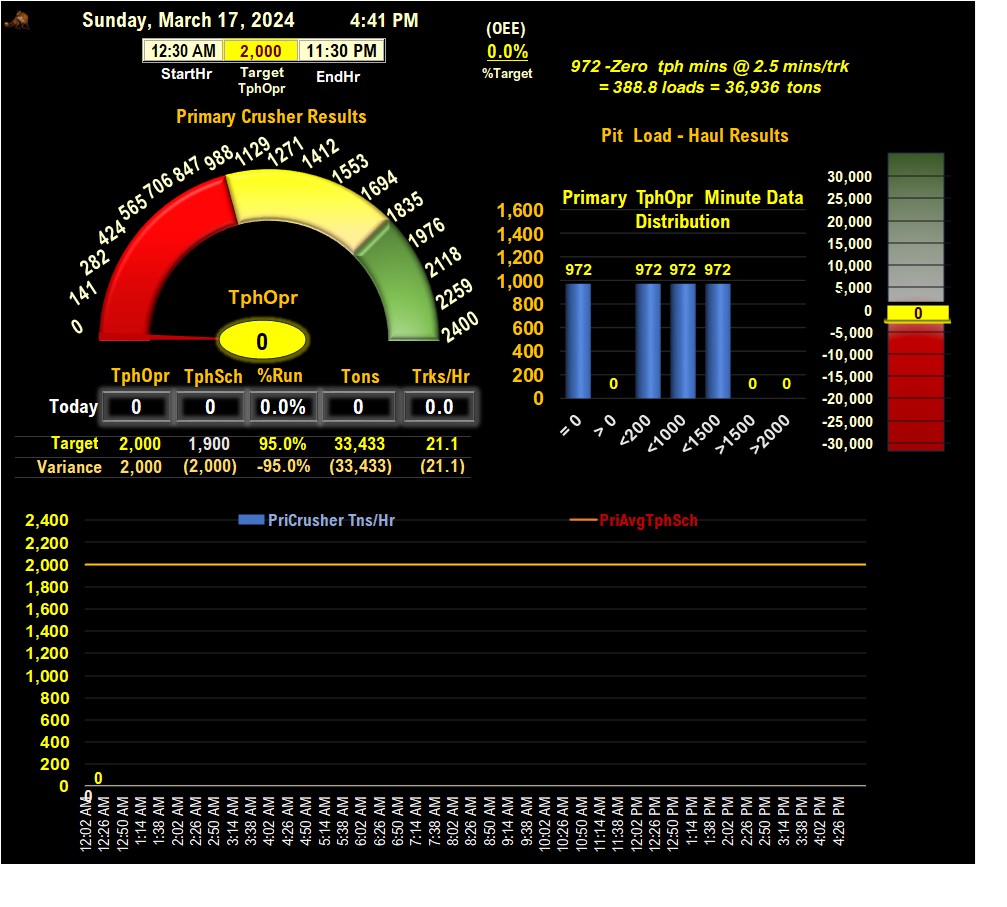 Sunday, March 17, 2024 4:41 PM
12:30 AM 2,000 11:30 PM
StartHr Target TphOpr EndHr
(OEE)
0.0%
%Target
972 -Zero tph mins @ 2.5 mins/trk
= 388.8 loads = 36,936 tons
Primary Crusher Results
0 141 282 424 565 706 847 988 1129 1271 1412 1553 1694 1835 1976 2118 2259 2400
TphOpr
0
TphOpr TphSch %Run Tons Trks/Hr
Today 0 0 0.0% 0 0.0
Target 2,000 1,900 95.0% 33,433 21.1
Variance 2,000 (2,000) -95.0% (33,433) (21.1)
Pit Load - Haul Results
Primary TphOpr Minute Data
Distribution
1,600
1,400
1,200
1,000
800
600
400
200
0
972 0 972 972 972 0 0
= 0 > 0 <200 <1000 <1500 >1500 >2000
30,000
25,000
20,000
15,000
10,000
5,000
0 0
-5,000
-10,000
-15,000
-20,000
-25,000
-30,000
PriCrusher Tns/Hr PriAvgTphSch
2,400
2,200
2,000
1,800
1,600
1,400
1,200
1,000
800
600
400
200
0
0
0
12:02 AM 12:26 AM 12:50 AM 1:14 AM 1:38 AM 2:02 AM 2:26 AM 2:50 AM 3:14 AM 3:38 AM 4:02 AM 4:26 AM 4:50 AM 5:14 AM 5:38 AM 6:02 AM 6:26 AM 6:50 AM 7:14 AM 7:38 AM 8:02 AM 8:26 AM 8:50 AM 9:14 AM 9:38 AM 10:02 AM 10:26 AM 10:50 AM 11:14 AM 11:38 AM 12:02 PM 12:26 PM 12:50 PM 1:14 PM 1:38 PM 2:02 PM 2:26 PM 2:50 PM 3:14 PM 3:38 PM 4:02 PM 4:26 PM